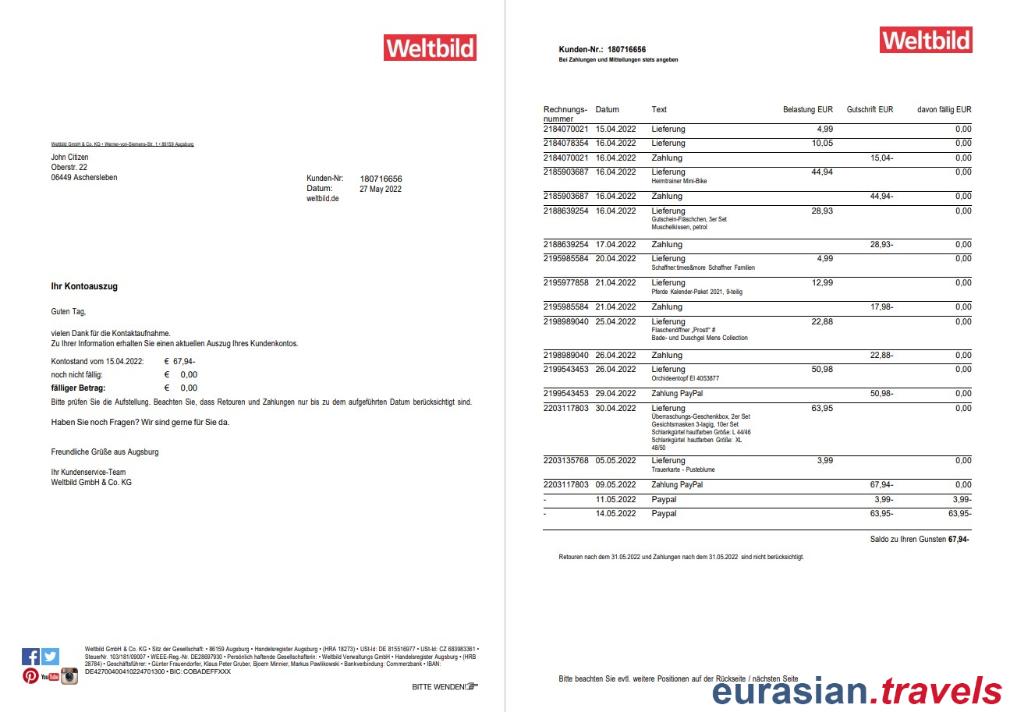 Weltbild
Weltbild GmbH & Co. KG • Werner-von-Siemens-Str. 1 • 86159 Augsburg
John Citizen
Oberstr. 22
06449 Aschersleben
Kunden-Nr: 180716656
Datum: 27 May 2022
weltbild.de
Ihr Kontoauszug
Guten Tag,
vielen Dank für die Kontaktaufnahme.
Zu Ihrer Information erhalten Sie einen aktuellen Auszug Ihres Kundenkontos.
Kontostand vom 15.04.2022: € 67,94-
noch nicht fällig: € 0,00
fälliger Betrag: € 0,00
Bitte prüfen Sie die Aufstellung. Beachten Sie, dass Retouren und Zahlungen nur bis zu dem aufgeführten Datum berücksichtigt sind.
Haben Sie noch Fragen? Wir sind gerne für Sie da.
Freundliche Grüße aus Augsburg
Ihr Kundenservice-Team
Weltbild GmbH & Co. KG
Weltbild GmbH & Co. KG • Sitz der Gesellschaft: • 86159 Augsburg • Handelsregister Augsburg • (HRA 18273) • USt-Id: DE 815516977 • USt-Id: CZ 683983361 •
SteuerNr. 103/181/09007 • WEEE-Reg.-Nr. DE28697930 • Persönlich haftende Gesellschafterin: • Weltbild Verwaltungs GmbH • Handelsregister Augsburg • (HRB
28784) • Geschäftsführer: • Günter Frauendorfer, Klaus Peter Gruber, Bjoern Minnier, Markus Pawlikowski • Bankverbindung: Commerzbank • IBAN:
DE42700400410224701300 • BIC: COBADEFFXXX
You Tube
BITTE WENDEN!
Weltbild
Kunden-Nr.: 180716656
Bei Zahlungen und Mitteilungen stets angeben
Rechnungs- Datum Text Belastung EUR Gutschrift EUR davon fällig EUR
nummer
2184070021 15.04.2022 Lieferung 4,99 0,00
2184078354 16.04.2022 Lieferung 10,05 0,00
2184070021 16.04.2022 Zahlung 15,04- 0,00
2185903687 16.04.2022 Lieferung 44,94 0,00
Heimtrainer Mini-Bike
2185903687 16.04.2022 Zahlung 44,94- 0,00
2188639254 16.04.2022 Lieferung 28,93 0,00
Gutschein-Fläschchen, 3er Set
Muschelkissen, petrol
2188639254 17.04.2022 Zahlung 28,93- 0,00
2195985584 20.04.2022 Lieferung 4,99 0,00
Schaffner.times&more Schaffner Familien
2195977858 21.04.2022 Lieferung 12,99 0,00
Pferde Kalender-Paket 2021, 9-teilig
2195985584 21.04.2022 Zahlung 17,98- 0,00
2198989040 25.04.2022 Lieferung 22,88 0,00
Flaschenöffner „Prost!“ #
Bade- und Duschgel Mens Collection
2198989040 26.04.2022 Zahlung 22,88- 0,00
2199543453 26.04.2022 Lieferung 50,98 0,00
Orchideentopf El 4053877
2199543453 29.04.2022 Zahlung PayPal 50,98- 0,00
2203117803 30.04.2022 Lieferung 63,95 0,00
Überraschungs-Geschenkbox, 2er Set
Gesichtsmasken 3-lagig, 10er Set
Schlankgürtel hautfarben Größe: L 44/46
Schlankgürtel hautfarben Größe: XL
48/50
2203135768 05.05.2022 Lieferung 3,99 0,00
Trauerkarte - Pusteblume
2203117803 09.05.2022 Zahlung PayPal 67,94- 0,00
- 11.05.2022 Paypal 3,99- 3,99-
- 14.05.2022 Paypal 63,95- 63,95-
Saldo zu Ihren Gunsten 67,94-
Retouren nach dem 31.05.2022 und Zahlungen nach dem 31.05.2022 sind nicht berücksichtigt.
Bitte beachten Sie evtl. weitere Positionen auf der Rückseite / nächsten Seite
eurasian.travels